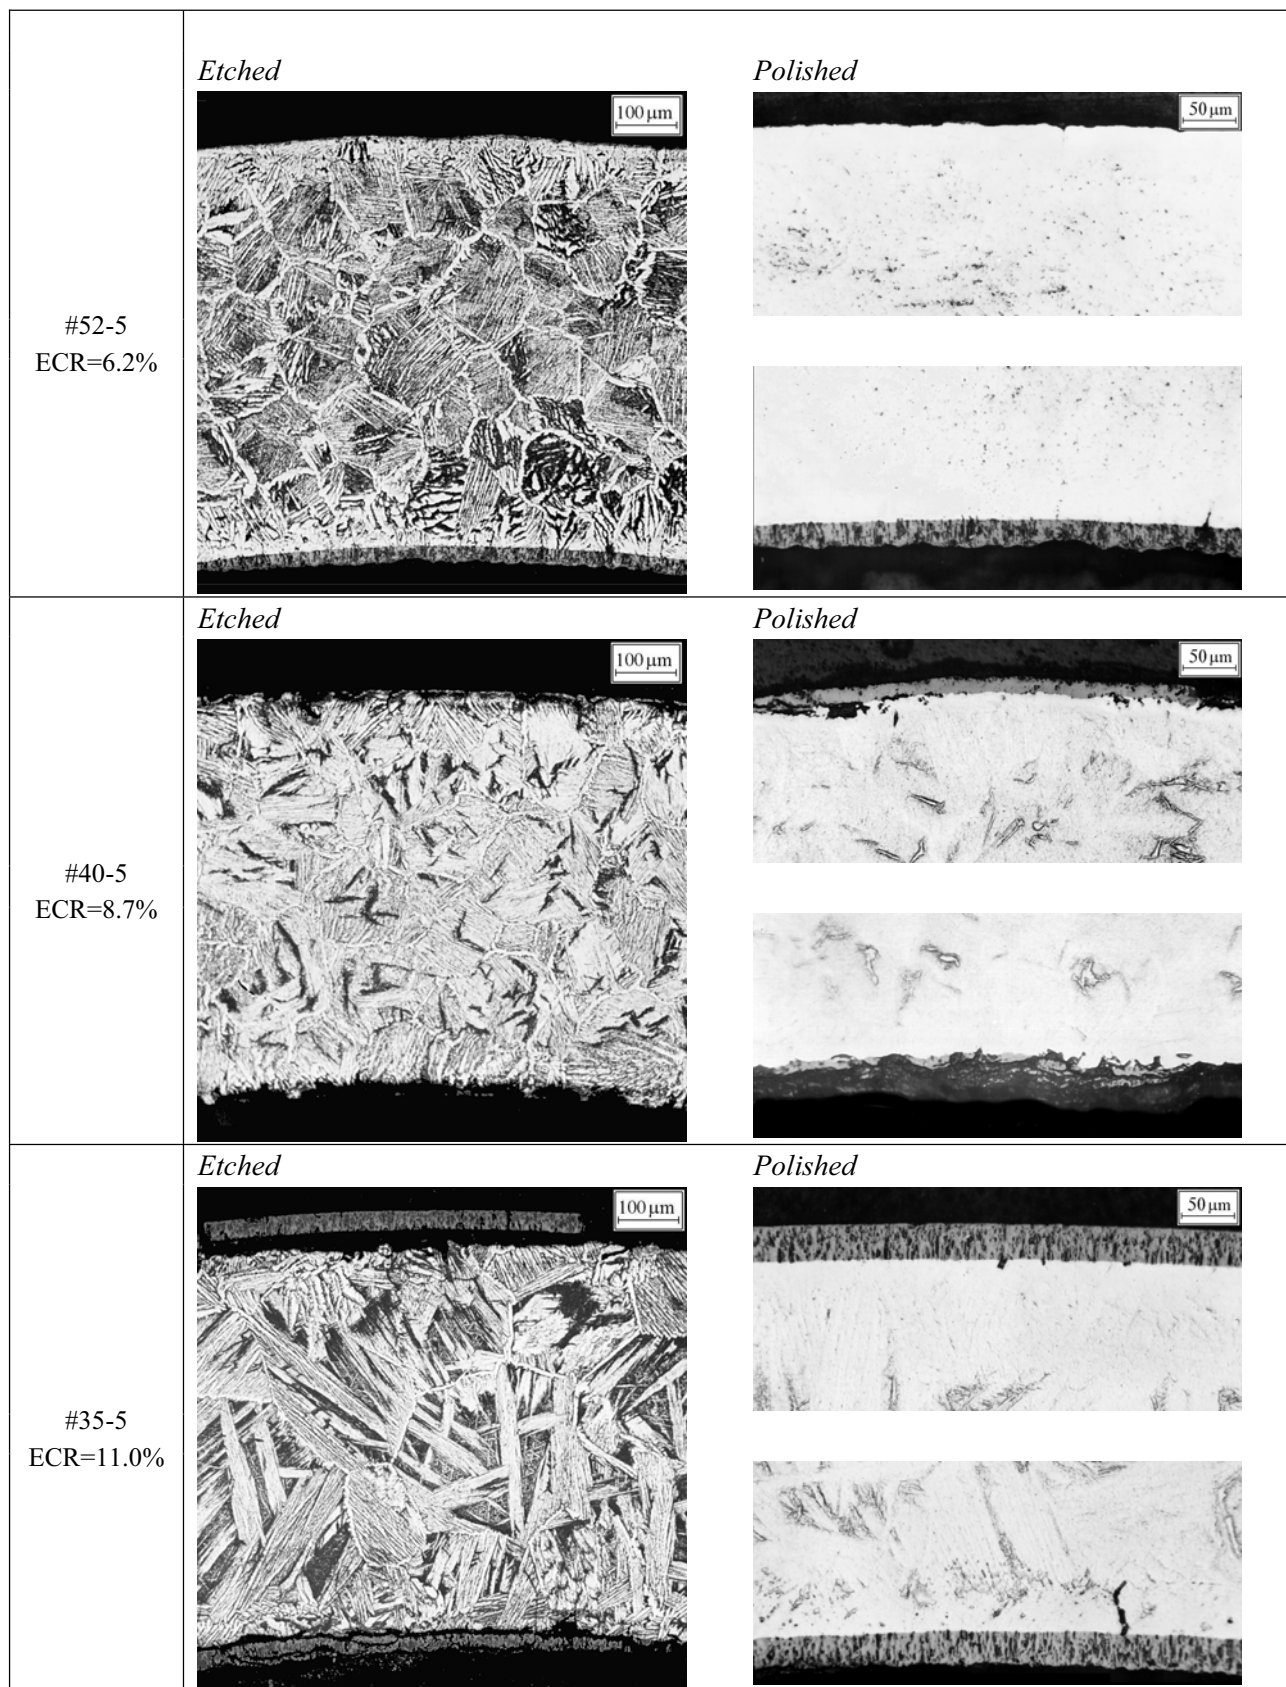 Etched Polished
100 µm
50 µm
#52-5
ECR=6.2%
Etched Polished
100 µm
50 µm
#40-5
ECR=8.7%
Etched Polished
100 µm
50 µm
#35-5
ECR=11.0%